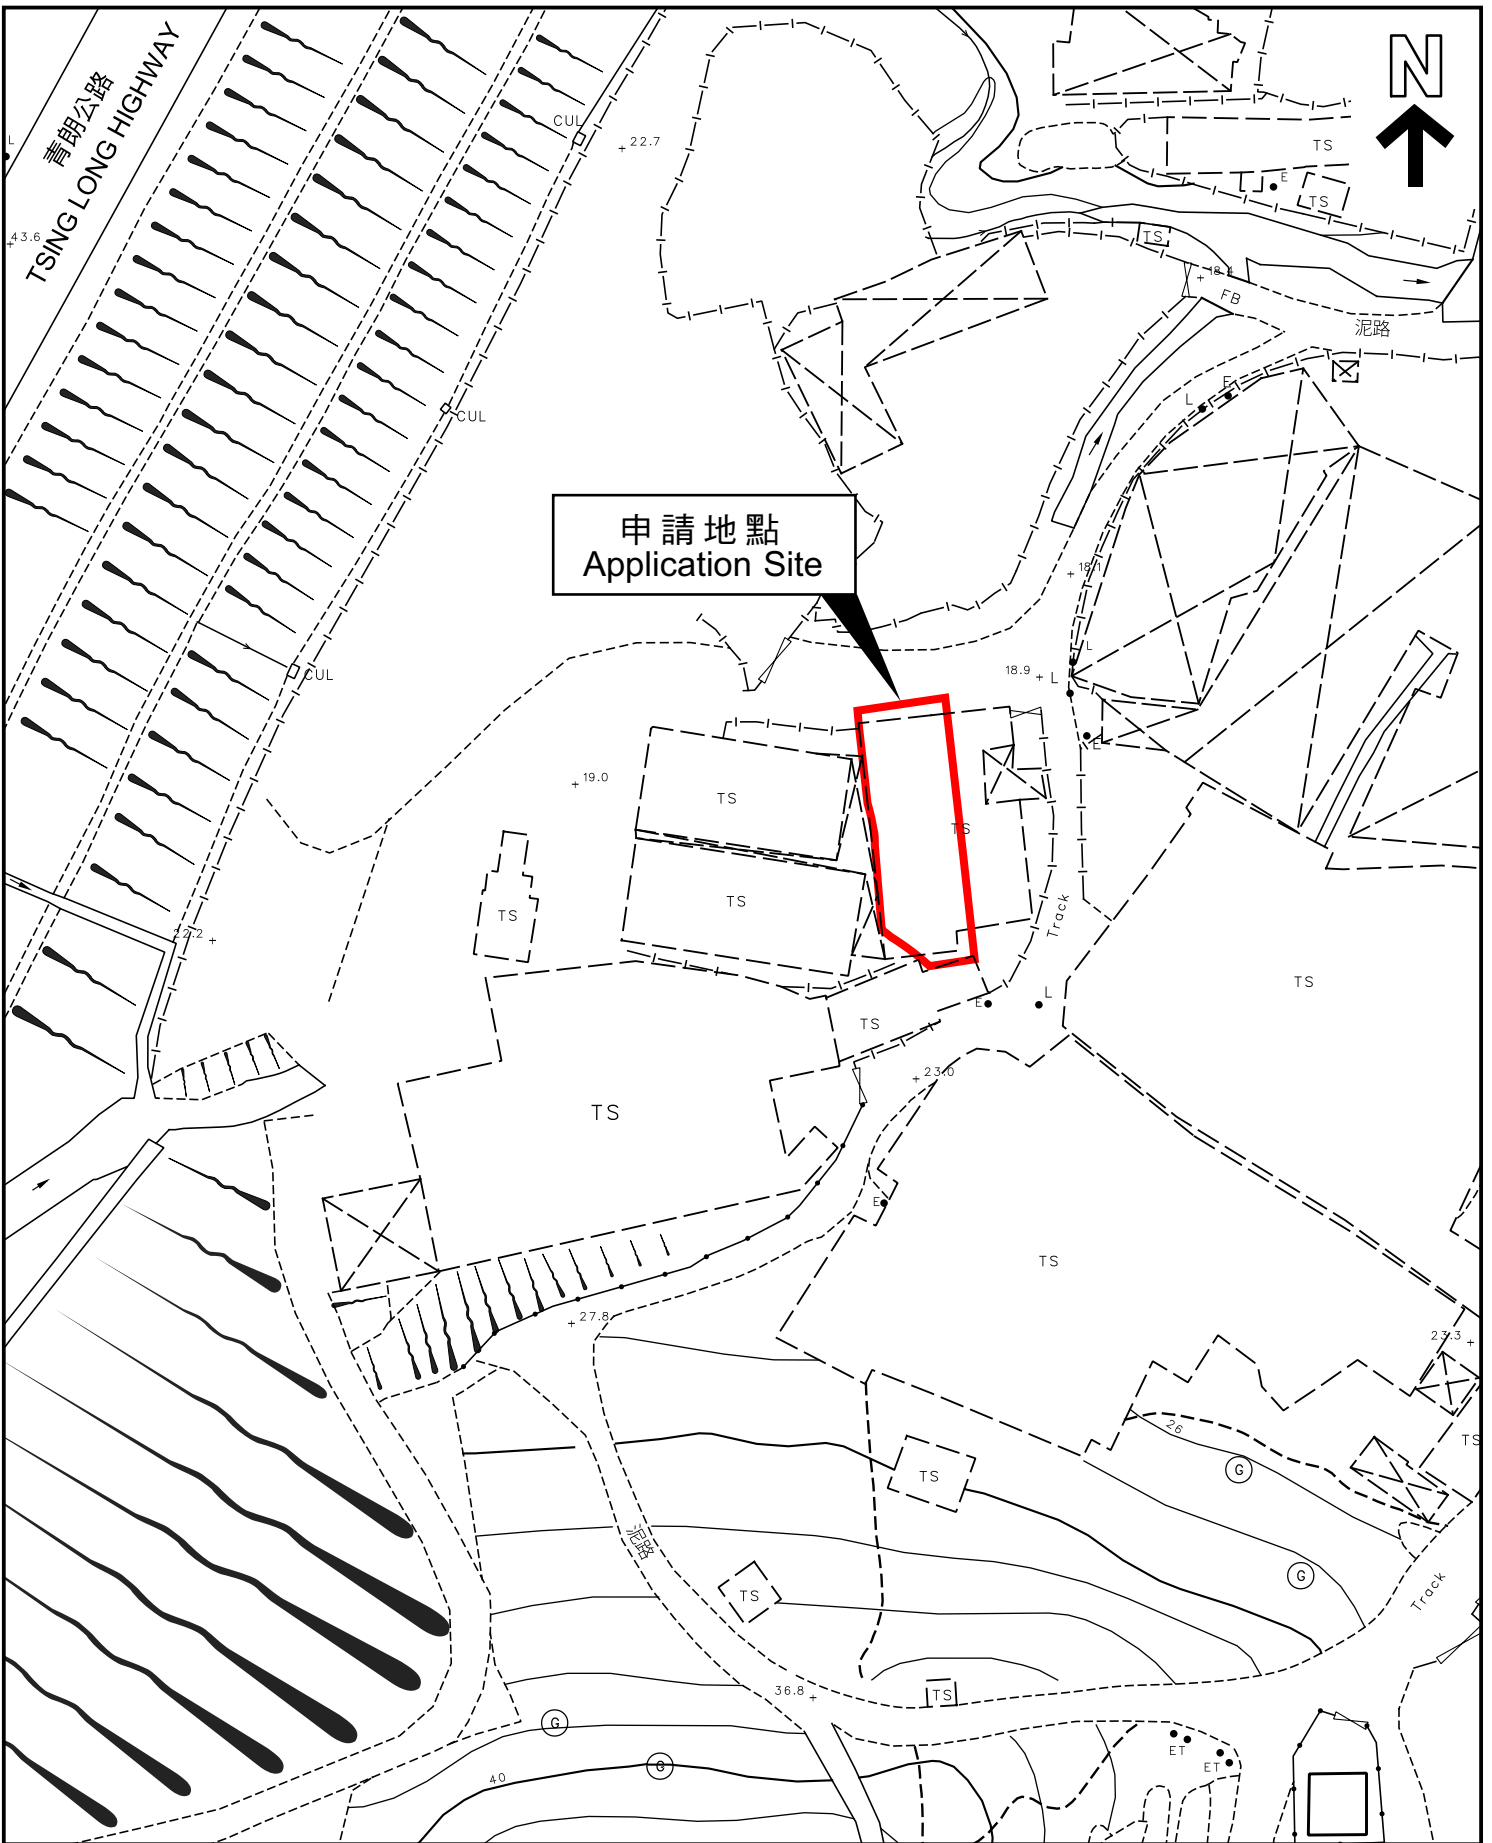 青朗公路
TSING LONG HIGHWAY
N
L
43.6
CUL
22.7
TS
E
TS
TS
18.4
FB
泥路
E
L
CUL
申請地點
Application Site
18.1
L
18.9
L
CUL
E
19.0
TS
TS
TS
TS
Track
22.2
TS
E
L
TS
23.0
TS
E
TS
27.8
23.3
26
TS
G
TS
泥路
TS
G
Track
36.8
TS
G
ET
G
ET
40